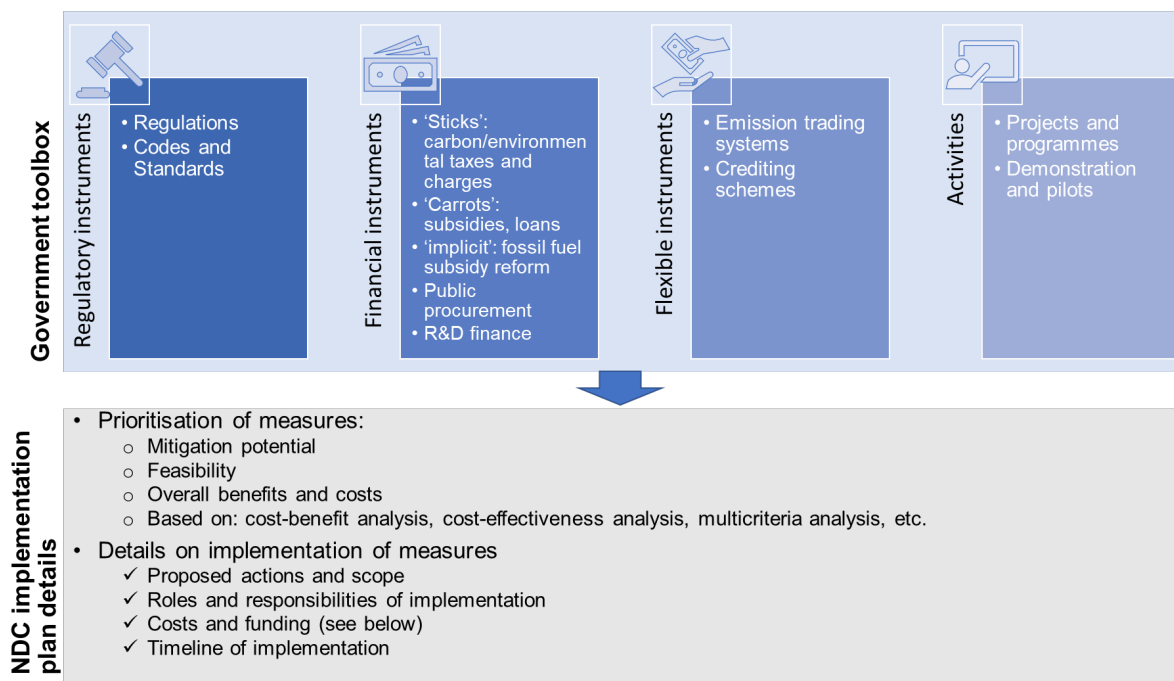 Government toolbox
Regulatory instruments
• Regulations
• Codes and
Standards
Financial instruments
• ‘Sticks’:
carbon/environmen
tal taxes and
charges
• ‘Carrots’:
subsidies, loans
• ‘implicit’: fossil fuel
subsidy reform
• Public
procurement
• R&D finance
Flexible instruments
• Emission trading
systems
• Crediting
schemes
Activities
• Projects and
programmes
• Demonstration
and pilots
NDC implementation
plan details
• Prioritisation of measures:
o Mitigation potential
o Feasibility
o Overall benefits and costs
o Based on: cost-benefit analysis, cost-effectiveness analysis, multicriteria analysis, etc.
• Details on implementation of measures
✓ Proposed actions and scope
✓ Roles and responsibilities of implementation
✓ Costs and funding (see below)
✓ Timeline of implementation